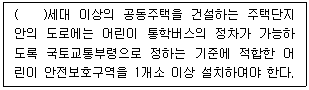 (    )세대 이상의 공동주택을 건설하는 주택단지
안의 도로에는 어린이 통학버스의 정차가 가능하
도록 국토교통부령으로 정하는 기준에 적합한 어
린이 안전보호구역을 1개소 이상 설치하여야 한다.